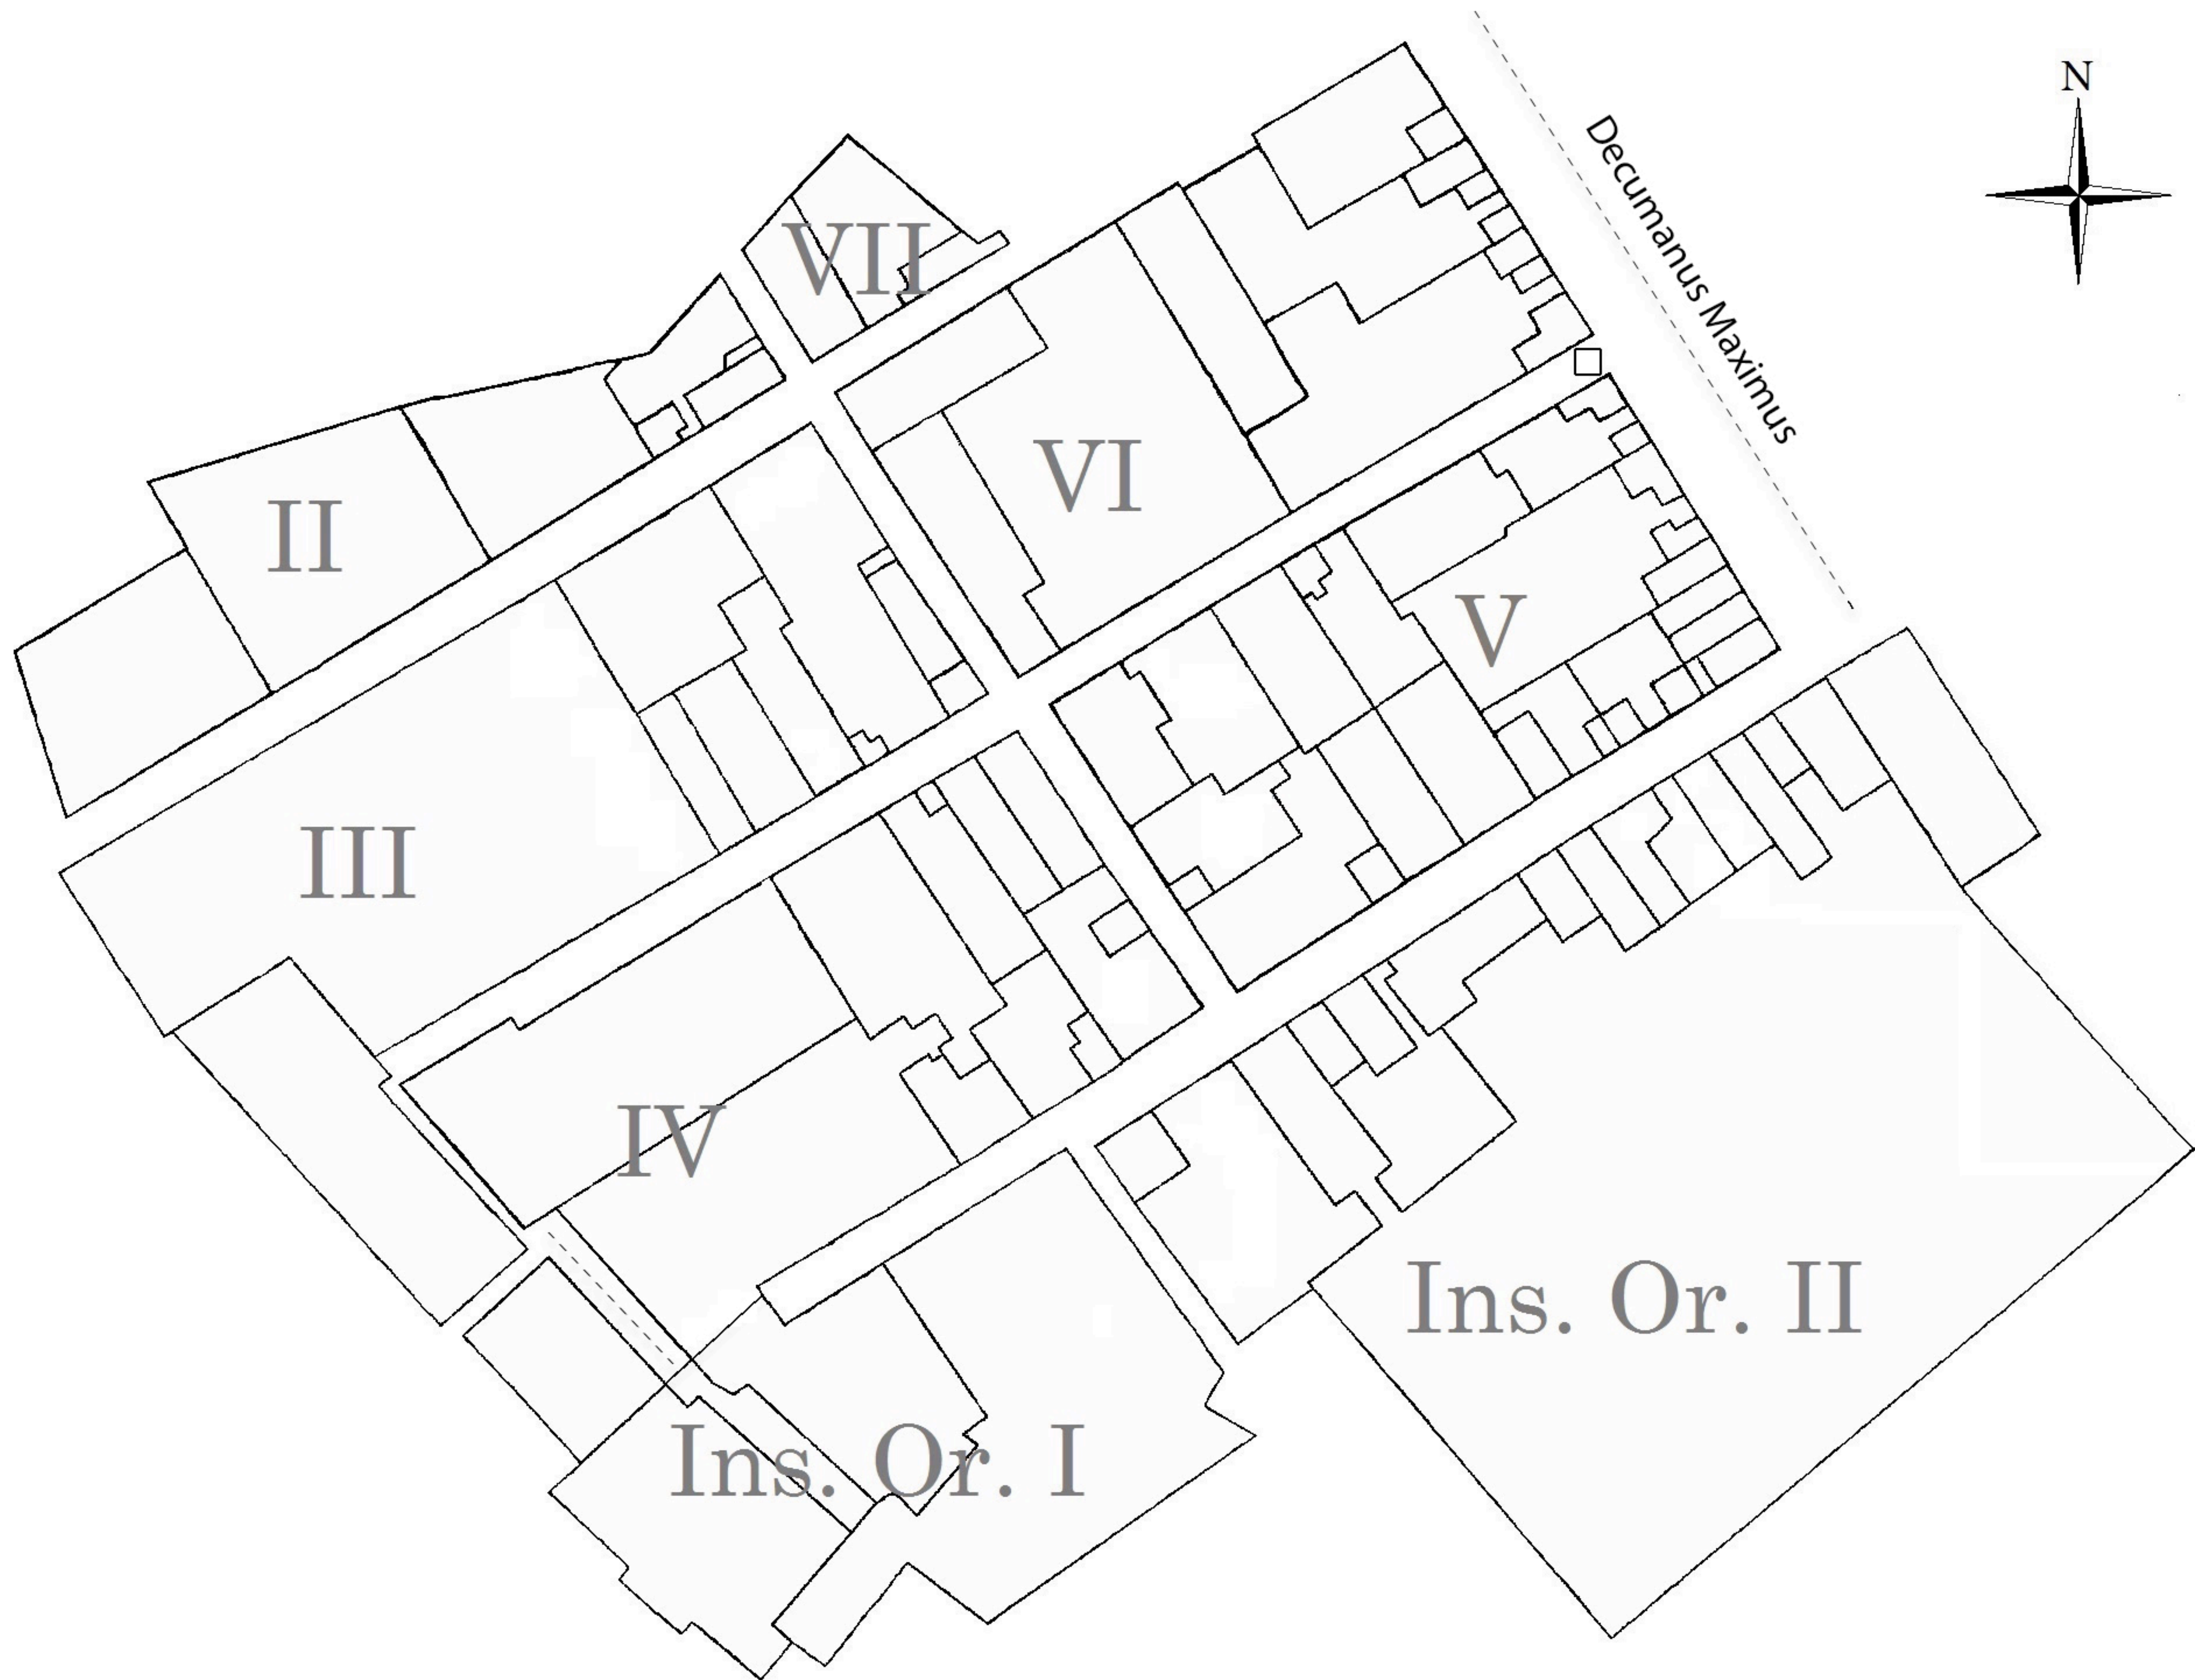 N
Decumanus Maximus
VII
VI
II
V
III
IV
Ins. Or. II
Ins. Or. I